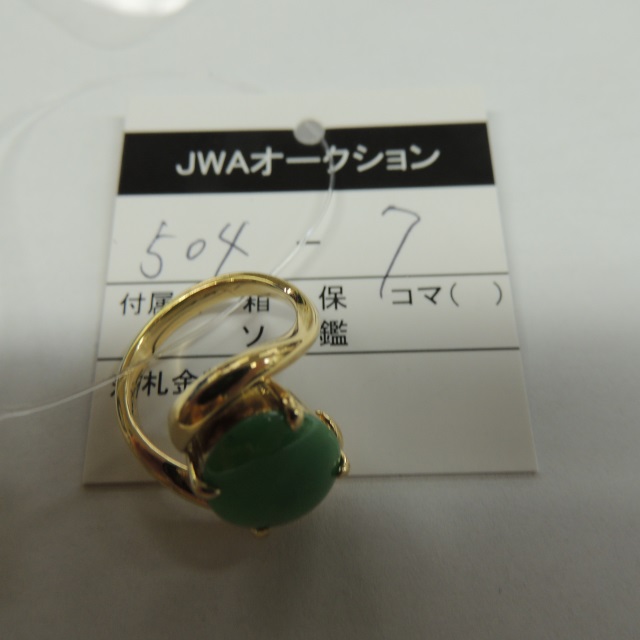 JWAオークション
504 - 7
付属 箱 保 コマ( )
ソ 鑑
札金